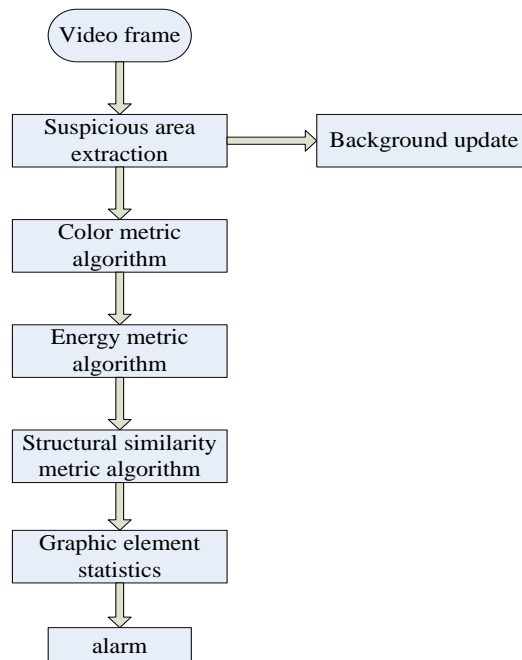 Video frame
Suspicious area
extraction
Background update
Color metric
algorithm
Energy metric
algorithm
Structural similarity
metric algorithm
Graphic element
statistics
alarm